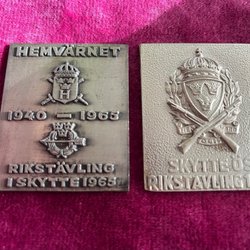 HEMVÄRNET
H
1940 — 1965
RIKSTÄVLING
I SKYTTE 1965
SKYTTE
RIKSTÄVLING